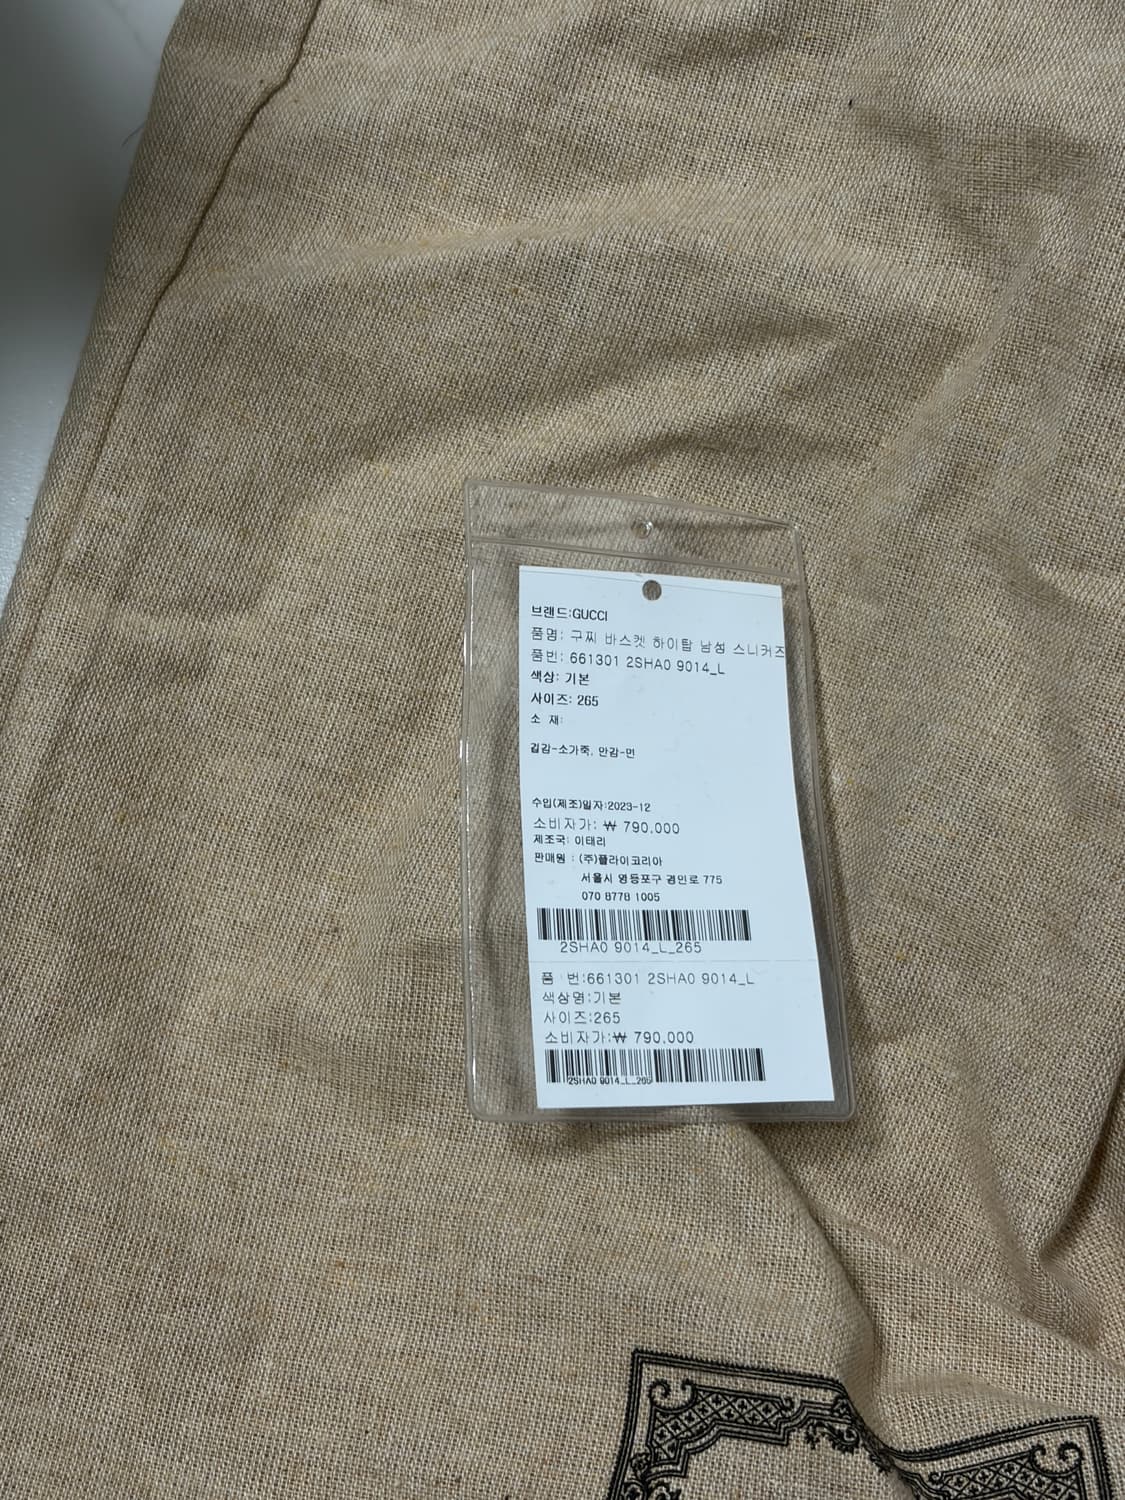 브랜드:GUCCI
품명: 구찌 바스켓 하이탑 남성 스니커즈
품번: 661301 2SHA0 9014_L
색상: 기본
사이즈: 265
소 재:
겉감-소가죽, 안감-면
수입(제조)일자:2023-12
소비자가: ₩ 790,000
제조국: 이태리
판매원 : (주)플라이코리아
서울시 영등포구 경인로 775
070 8778 1005
2SHA0 9014_L_265
품 번:661301 2SHA0 9014_L
색상명:기본
사이즈:265
소비자가:₩ 790,000
2SHA0 9014_L_265